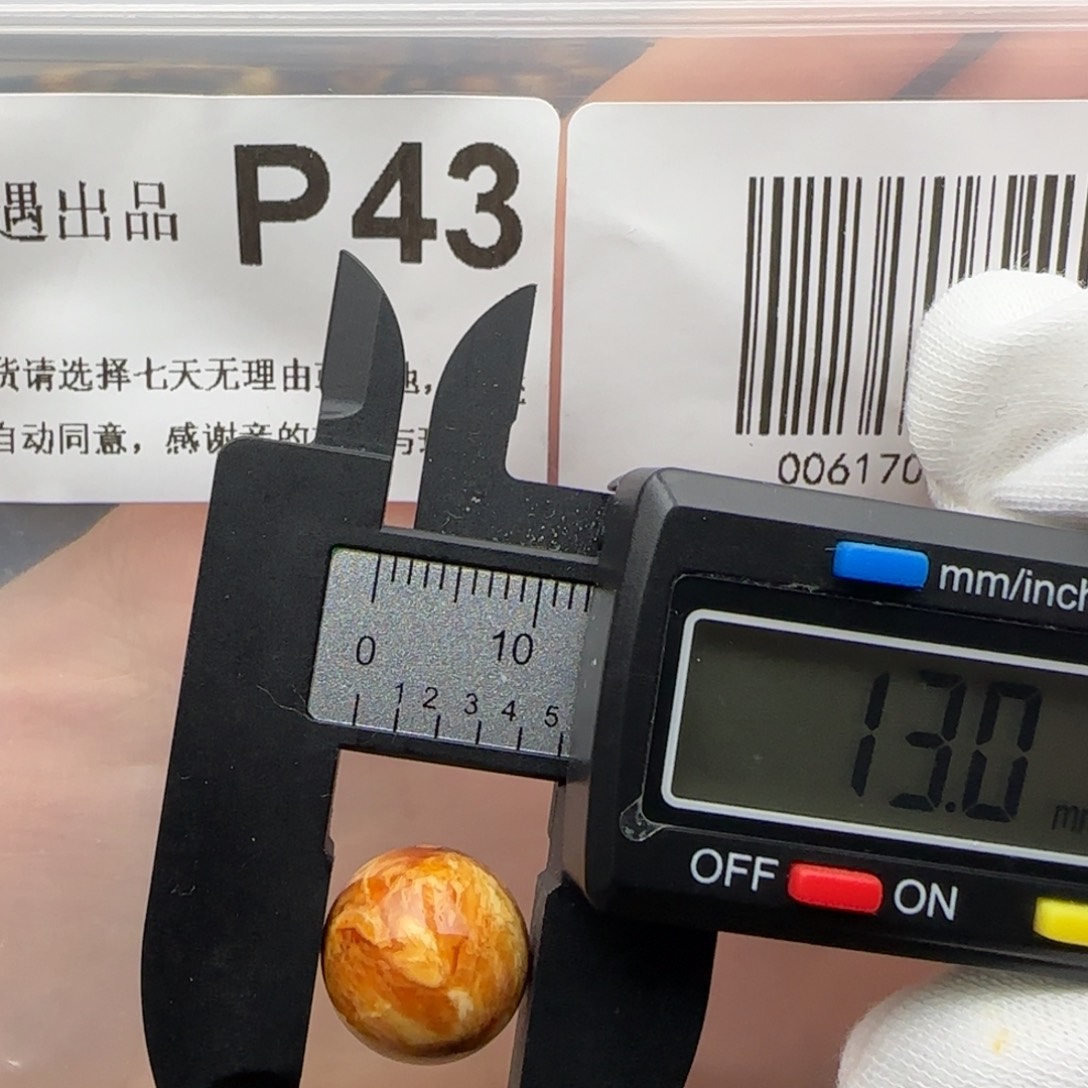 遇出品 P43
货请选择七天无理由
自动同意，感谢亲的
与
006170
mm/inch
0 10
1 2 3 4 5
13.0
OFF ON